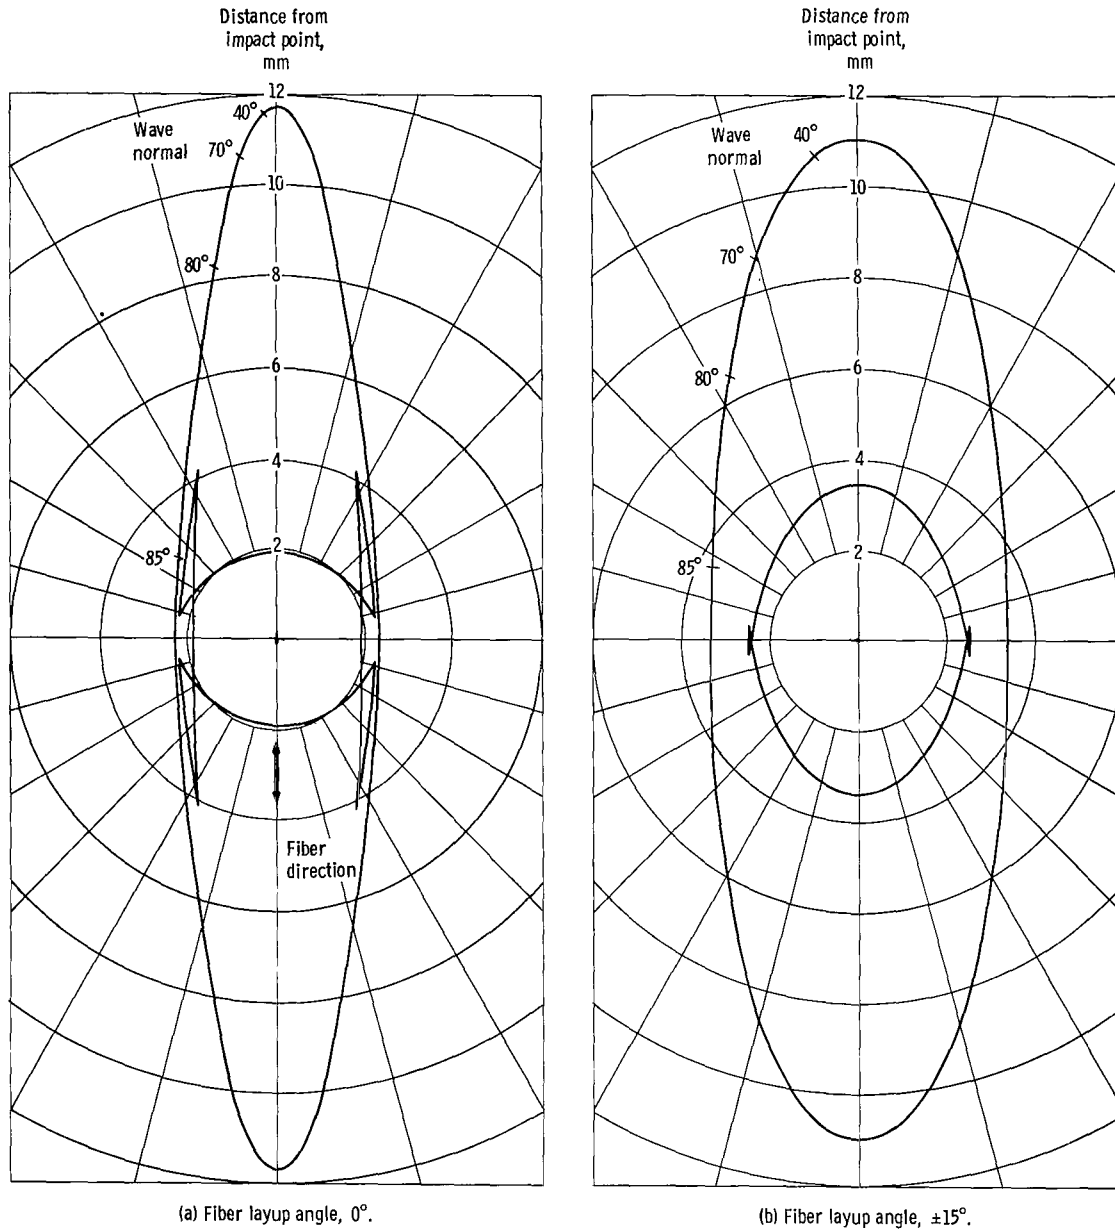 Distance from
impact point,
mm
12
40°
Wave
normal
70°
10
80°
8
6
4
85°
2
Fiber
direction
(a) Fiber layup angle, 0°.
Distance from
impact point,
mm
12
Wave
normal
40°
10
70°
8
80°
6
4
85°
2
(b) Fiber layup angle, ±15°.